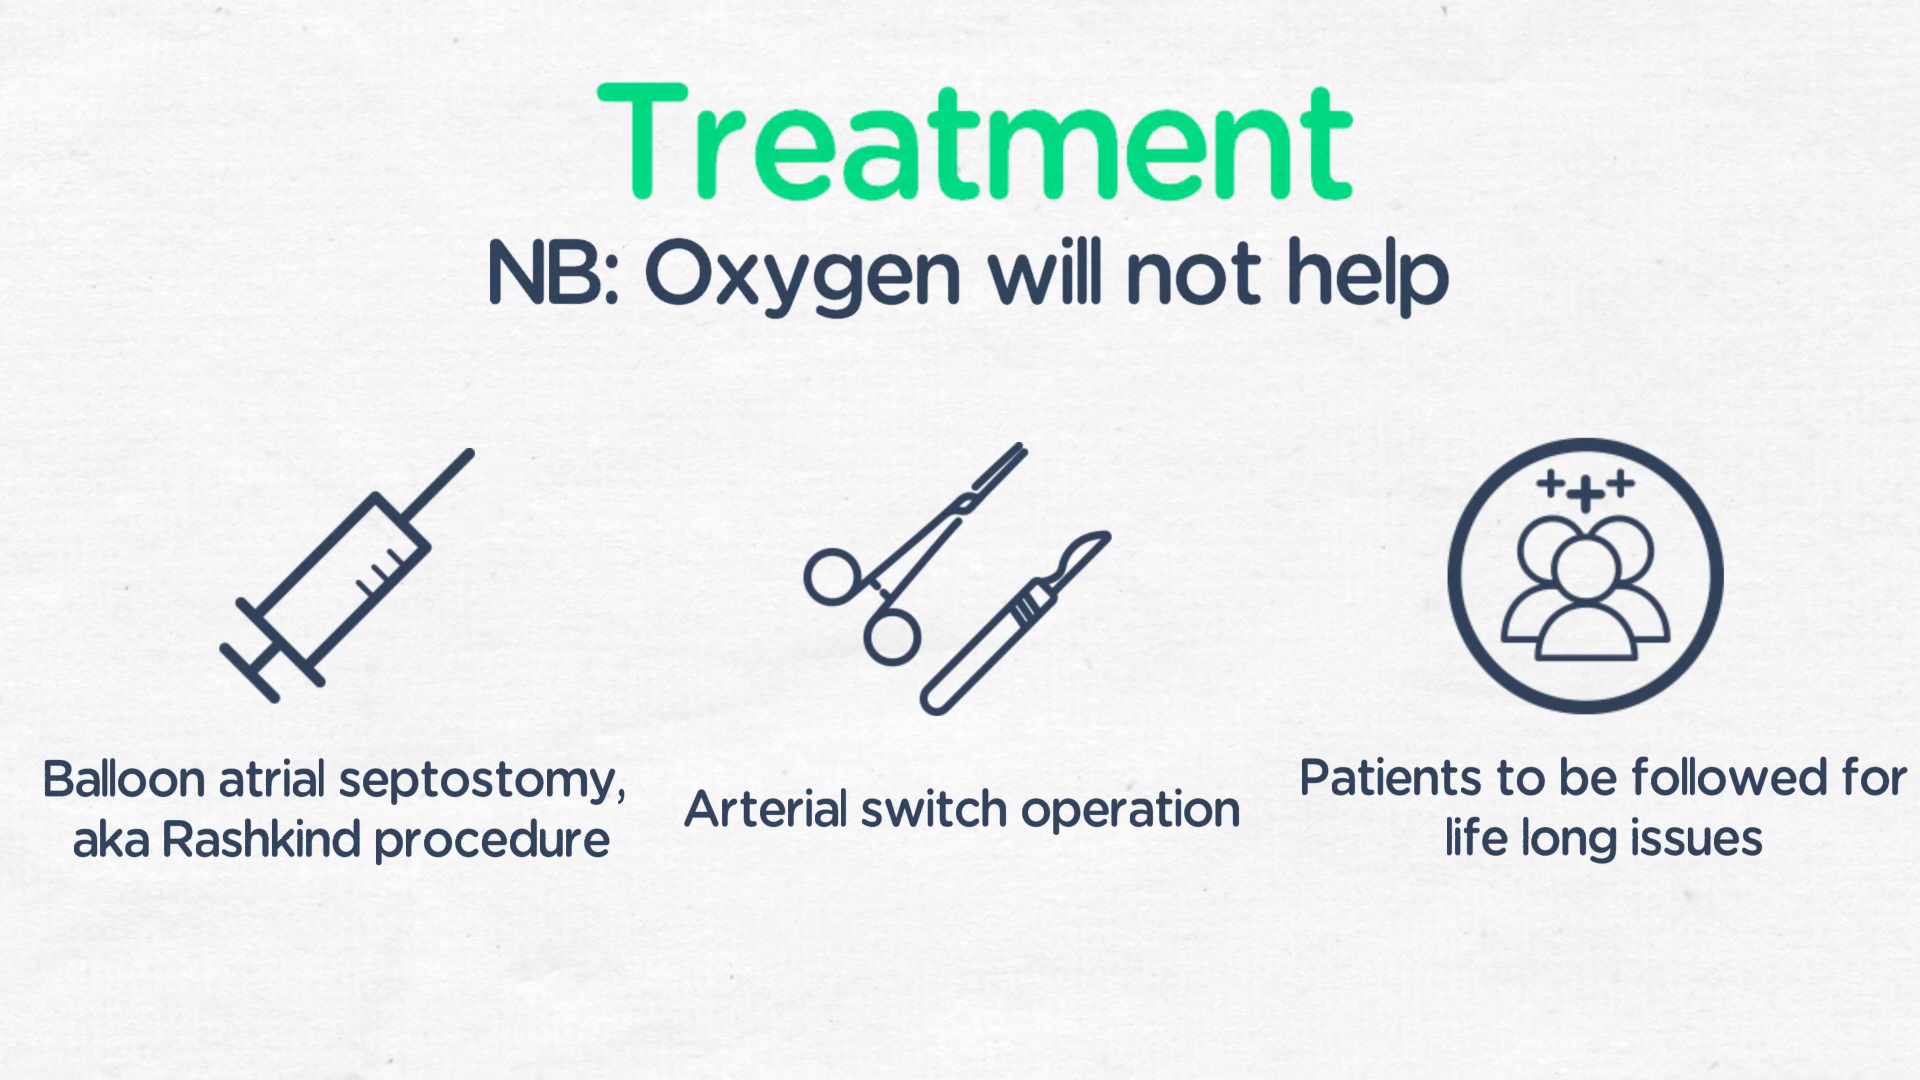 Treatment
NB: Oxygen will not help
Balloon atrial septostomy,
aka Rashkind procedure
Arterial switch operation
Patients to be followed for
life long issues